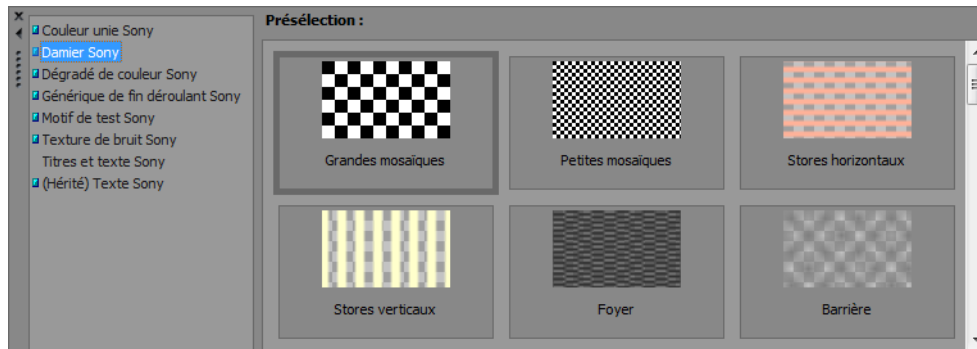 Couleur unie Sony
Damier Sony
Dégradé de couleur Sony
Générique de fin déroulant Sony
Motif de test Sony
Texture de bruit Sony
Titres et texte Sony
(Hérité) Texte Sony
Présélection :
Grandes mosaïques
Petites mosaïques
Stores horizontaux
Stores verticaux
Foyer
Barrière